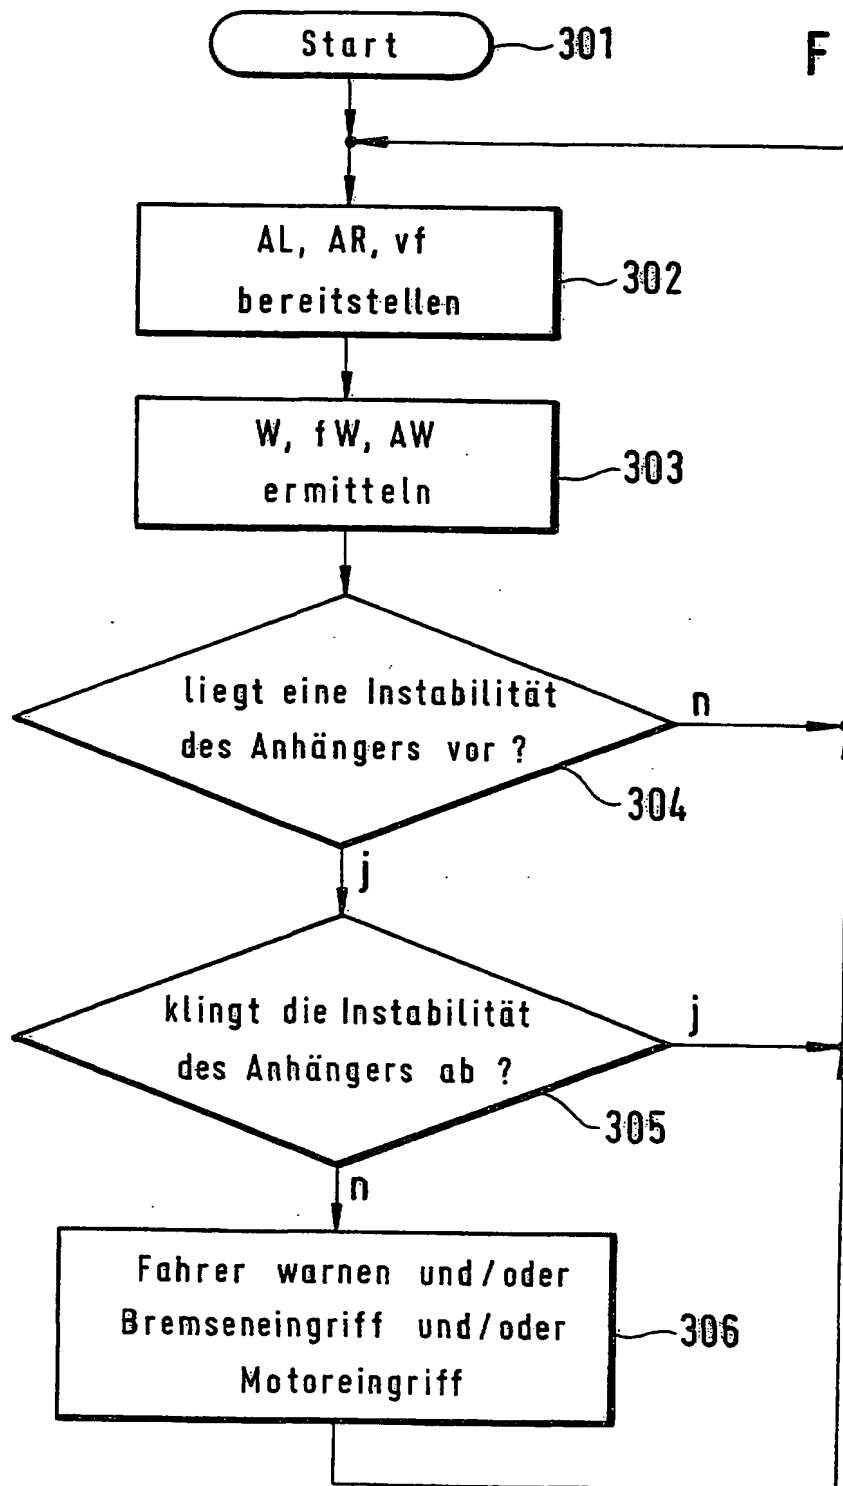 Start
301
F
AL, AR, vf
bereitstellen
302
W, fW, AW
ermitteln
303
liegt eine Instabilität
des Anhängers vor ?
n
304
j
klingt die Instabilität
des Anhängers ab ?
j
305
n
Fahrer warnen und/oder
Bremseneingriff und/oder
Motoreingriff
306